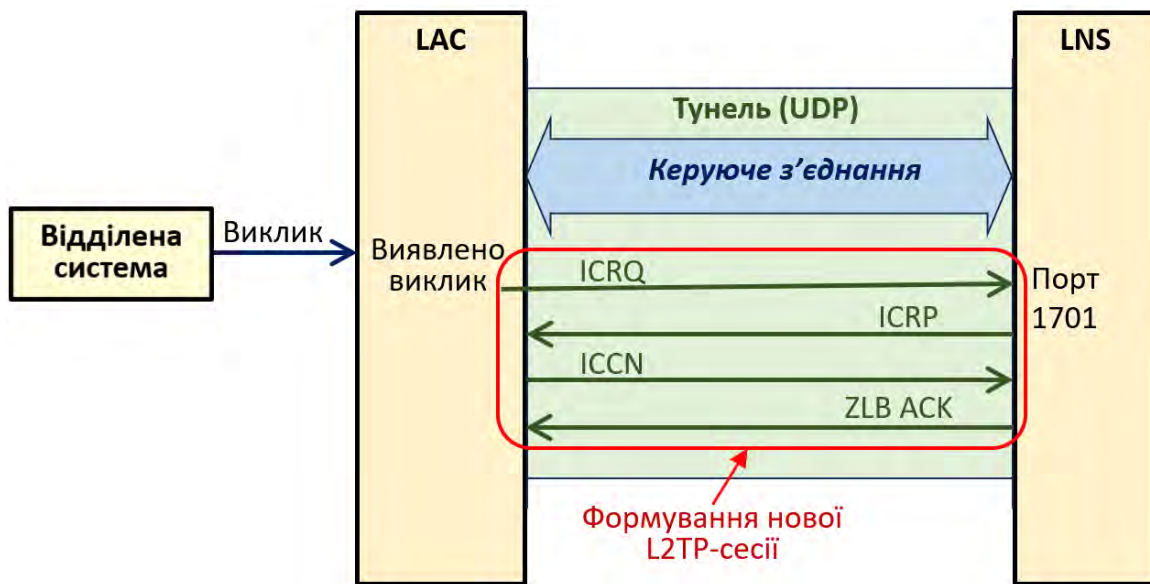 LAC
LNS
Тунель (UDP)
Керуюче з’єднання
Відділена
система
Виклик
Виявлено
виклик
ICRQ
Порт
1701
ICRP
ICCN
ZLB ACK
Формування нової
L2TP-сесії